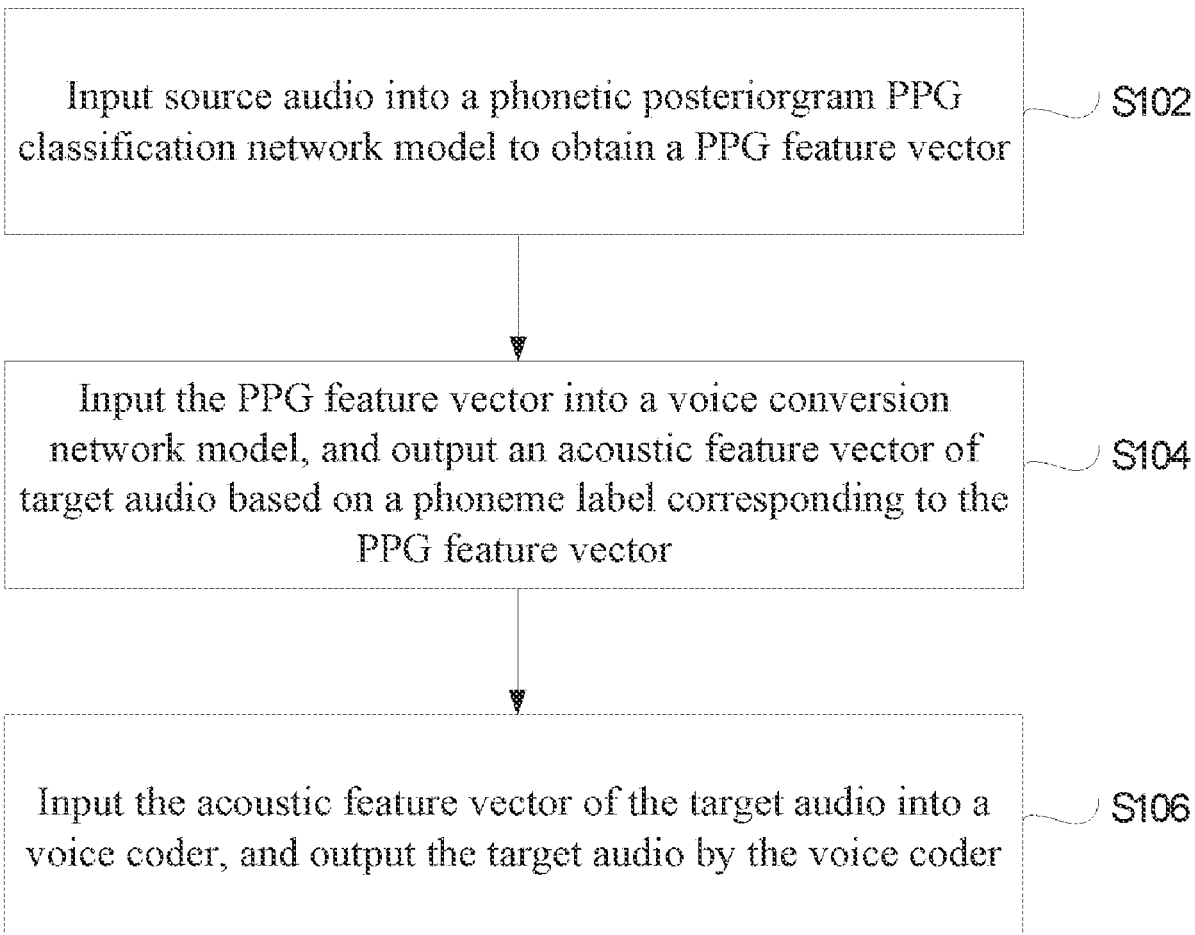 Input source audio into a phonetic posteriorgram PPG
classification network model to obtain a PPG feature vector
S102
Input the PPG feature vector into a voice conversion
network model, and output an acoustic feature vector of
target audio based on a phoneme label corresponding to the
PPG feature vector
S104
Input the acoustic feature vector of the target audio into a
voice coder, and output the target audio by the voice coder
S106